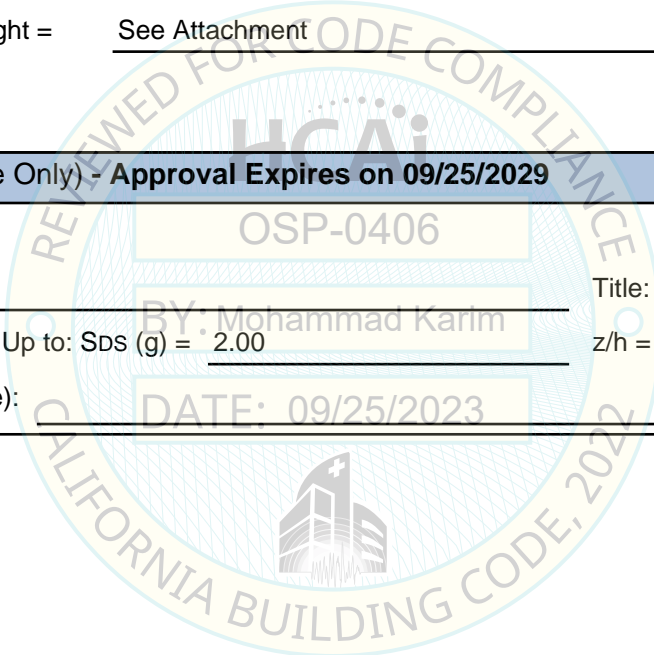 ght = See Attachment
REVIEWED FOR CODE COMPLIANCE
HCAi
e Only) - Approval Expires on 09/25/2029
OSP-0406
Title:
BY: Mohammad Karim
Up to: SDS (g) = 2.00 z/h =
e):
DATE: 09/25/2023
CALIFORNIA BUILDING CODE, 2022